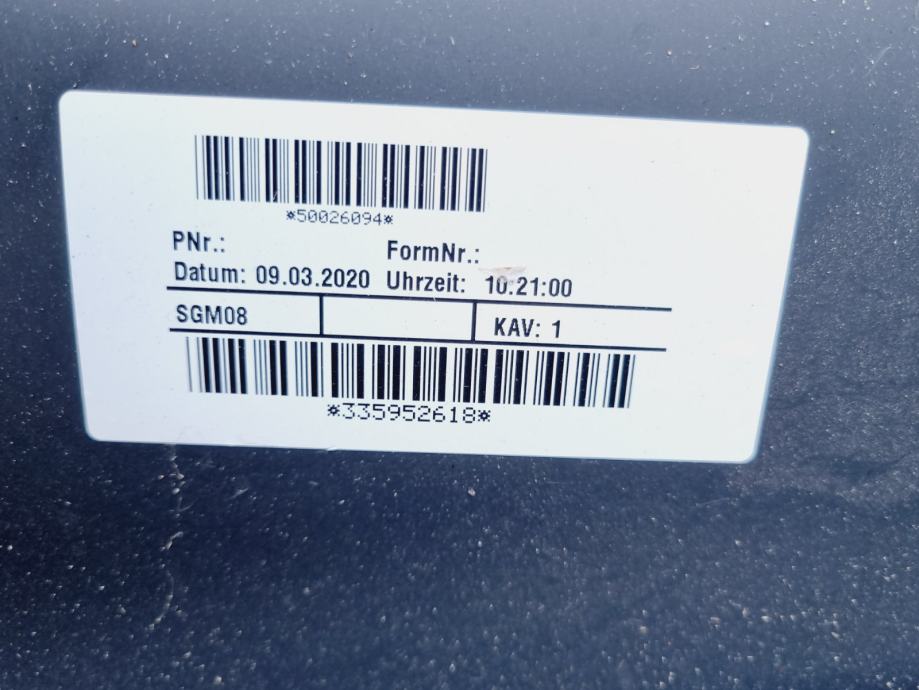 *50026094*
PNr.: FormNr.:
Datum: 09.03.2020 Uhrzeit: 10:21:00
SGM08 KAV: 1
*335952618*